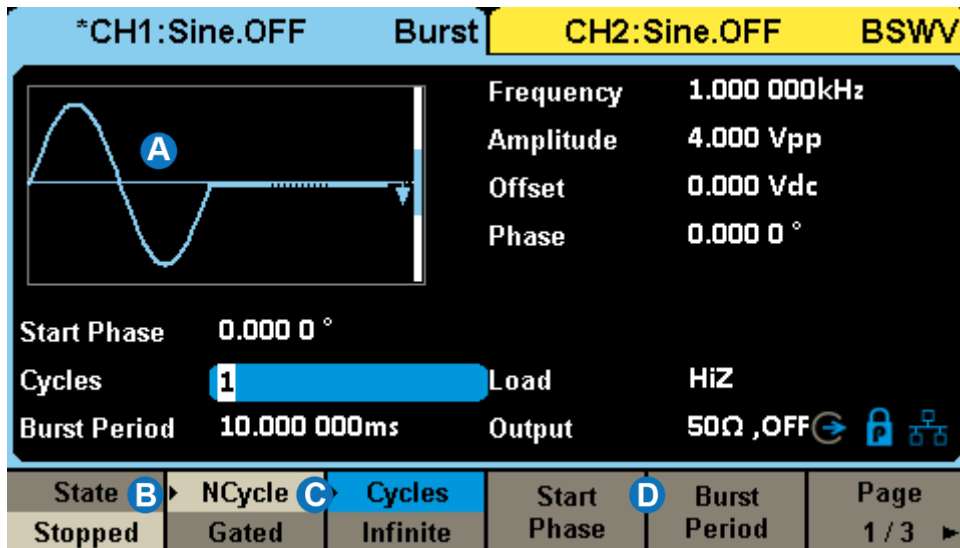 *CH1:Sine.OFF Burst CH2:Sine.OFF BSWV
A
Frequency 1.000 000kHz
Amplitude 4.000 Vpp
Offset 0.000 Vdc
Phase 0.000 0 °
Start Phase 0.000 0 °
Cycles 1 Load HiZ
Burst Period 10.000 000ms Output 50Ω ,OFF P
State B NCycle C Cycles Start D Burst Page
Stopped Gated Infinite Phase Period 1 / 3